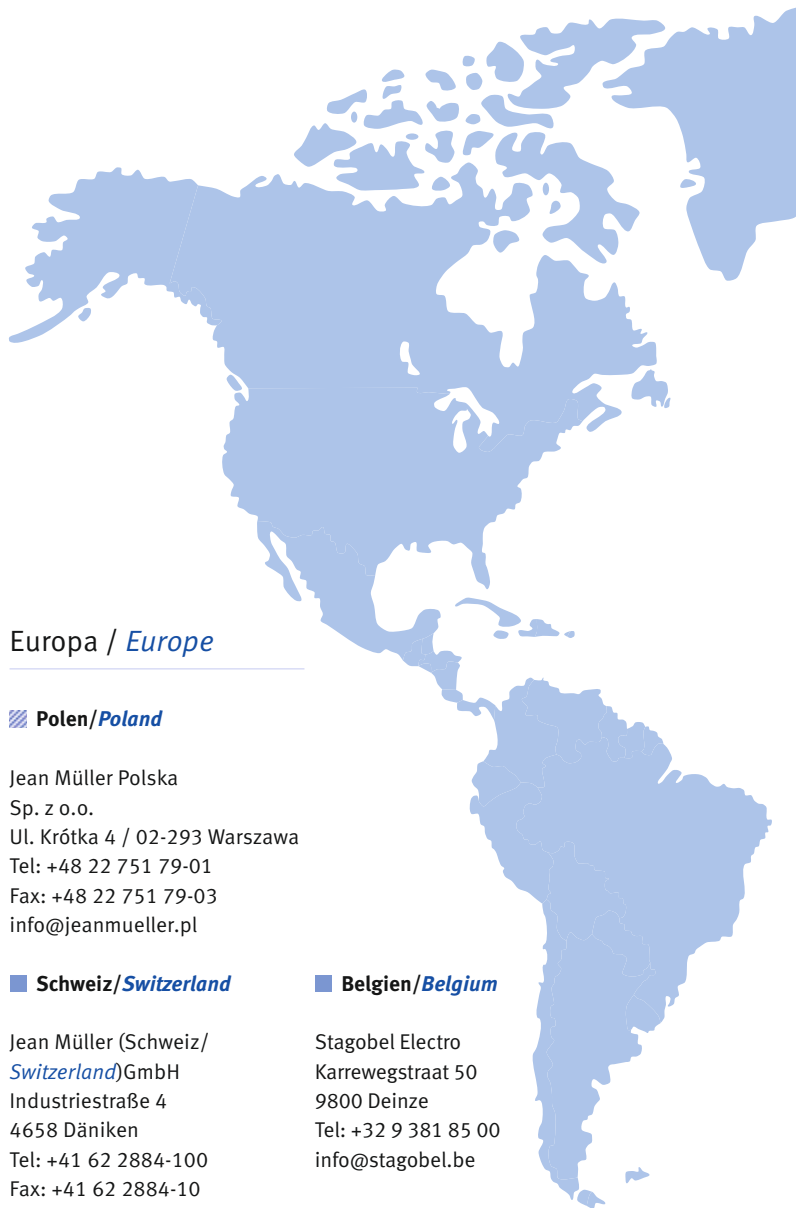 Europa / Europe
Polen/Poland
Jean Müller Polska
Sp. z o.o.
Ul. Krótka 4 / 02-293 Warszawa
Tel: +48 22 751 79-01
Fax: +48 22 751 79-03
info@jeanmueller.pl
Schweiz/Switzerland
Jean Müller (Schweiz/
Switzerland)GmbH
Industriestraße 4
4658 Däniken
Tel: +41 62 2884-100
Fax: +41 62 2884-10
Belgien/Belgium
Stagobel Electro
Karrewegstraat 50
9800 Deinze
Tel: +32 9 381 85 00
info@stagobel.be